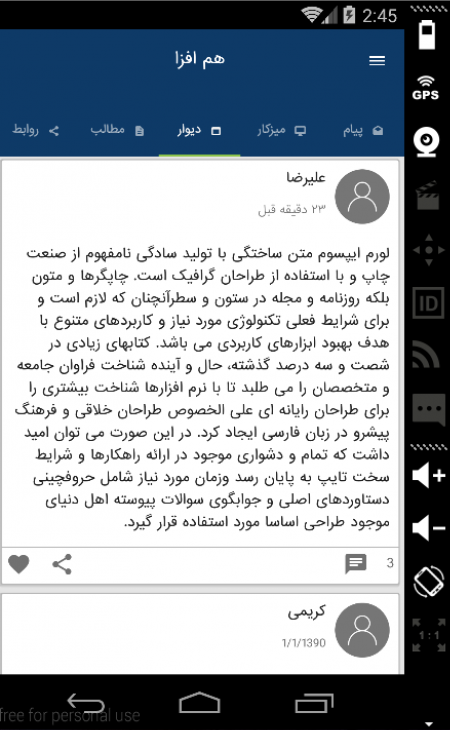 2:45
هم افزا
GPS
پیام
میزکار
دیوار
مطالب
روابط
علیرضا
۲۳ دقیقه قبل
ID
لورم ایپسوم متن ساختگی با تولید سادگی نامفهوم از صنعت
چاپ و با استفاده از طراحان گرافیک است. چاپگرها و متون
بلکه روزنامه و مجله در ستون و سطرآنچنان که لازم است و
برای شرایط فعلی تکنولوژی مورد نیاز و کاربردهای متنوع با
هدف بهبود ابزارهای کاربردی می باشد. کتابهای زیادی در
شصت و سه درصد گذشته، حال و آینده شناخت فراوان جامعه
و متخصصان را می طلبد تا با نرم افزارها شناخت بیشتری را
برای طراحان رایانه ای علی الخصوص طراحان خلاقی و فرهنگ
پیشرو در زبان فارسی ایجاد کرد. در این صورت می توان امید
داشت که تمام و دشواری موجود در ارائه راهکارها و شرایط
سخت تایپ به پایان رسد وزمان مورد نیاز شامل حروفچینی
دستاوردهای اصلی و جوابگوی سوالات پیوسته اهل دنیای
موجود طراحی اساسا مورد استفاده قرار گیرد.
3
کریمی
1/1/1390
1:1
free for personal use